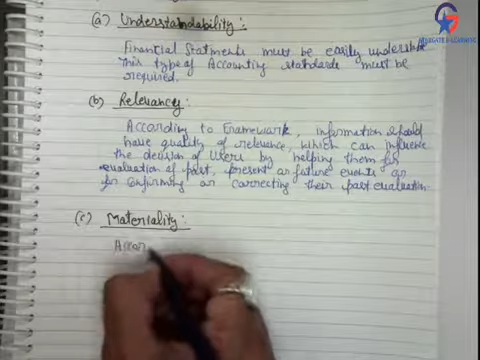 (a) Understandability:
Financial Statments must be easily understable
This type of Accounting standards must be
required.
(b) Relevancy:
According to Framework, information should
have quality of relevance, which can influence
the decision of Users by helping them for
evaluation of past, present or future events or
for confirming or correcting their past evaluation.
(c) Materiality:
Accor